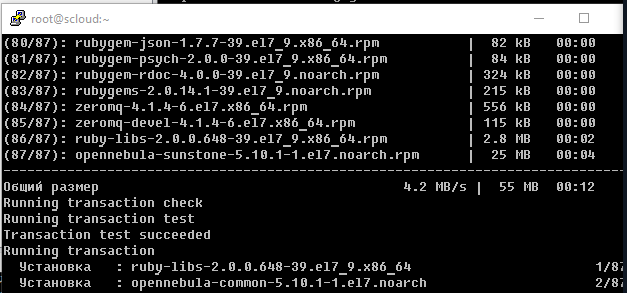 root@scloud:~
(80/87): rubygem-json-1.7.7-39.el7_9.x86_64.rpm | 82 kB 00:00
(81/87): rubygem-psych-2.0.0-39.el7_9.x86_64.rpm | 84 kB 00:00
(82/87): rubygem-rdoc-4.0.0-39.el7_9.noarch.rpm | 324 kB 00:00
(83/87): rubygems-2.0.14.1-39.el7_9.noarch.rpm | 215 kB 00:00
(84/87): zeromq-4.1.4-6.el7.x86_64.rpm | 556 kB 00:00
(85/87): zeromq-devel-4.1.4-6.el7.x86_64.rpm | 115 kB 00:00
(86/87): ruby-libs-2.0.0.648-39.el7_9.x86_64.rpm | 2.8 MB 00:02
(87/87): opennebula-sunstone-5.10.1-1.el7.noarch.rpm | 25 MB 00:04
--------------------------------------------------------------------------------
Общий размер 4.2 MB/s | 55 MB 00:12
Running transaction check
Running transaction test
Transaction test succeeded
Running transaction
Установка : ruby-libs-2.0.0.648-39.el7_9.x86_64 1/87
Установка : opennebula-common-5.10.1-1.el7.noarch 2/87